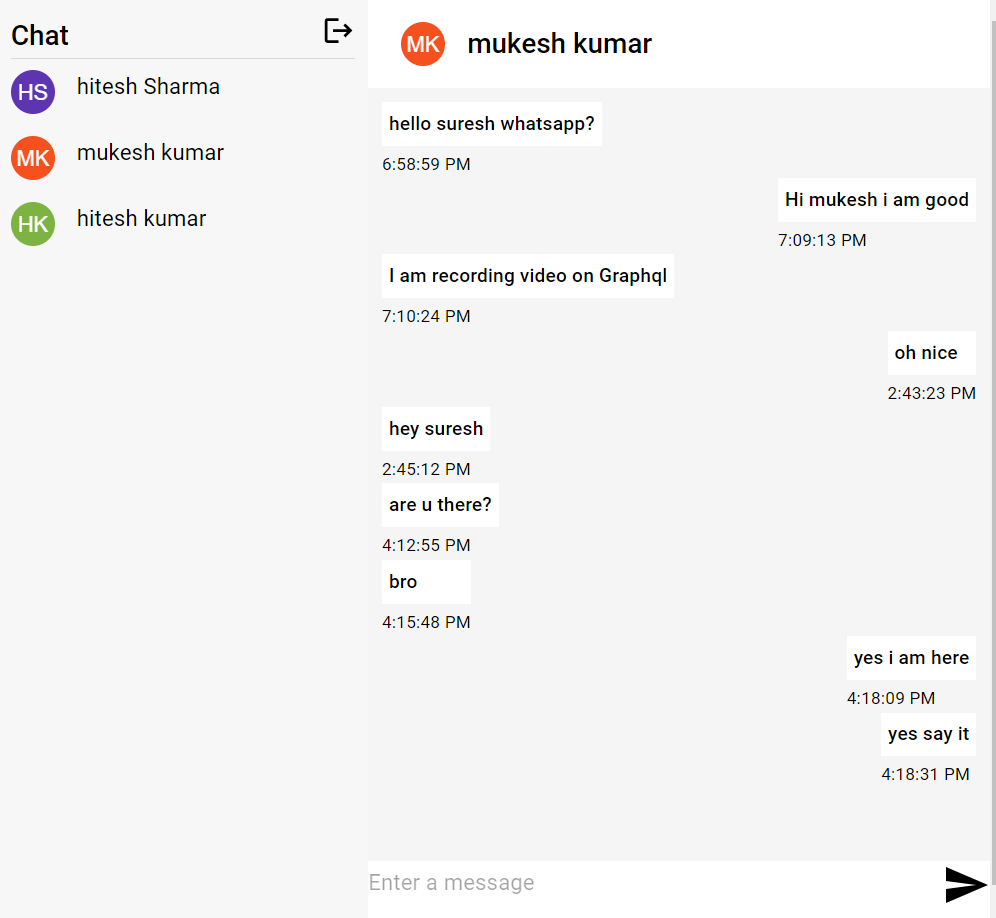 Chat
HS hitesh Sharma
MK mukesh kumar
HK hitesh kumar
MK mukesh kumar
hello suresh whatsapp?
6:58:59 PM
Hi mukesh i am good
7:09:13 PM
I am recording video on Graphql
7:10:24 PM
oh nice
2:43:23 PM
hey suresh
2:45:12 PM
are u there?
4:12:55 PM
bro
4:15:48 PM
yes i am here
4:18:09 PM
yes say it
4:18:31 PM
Enter a message